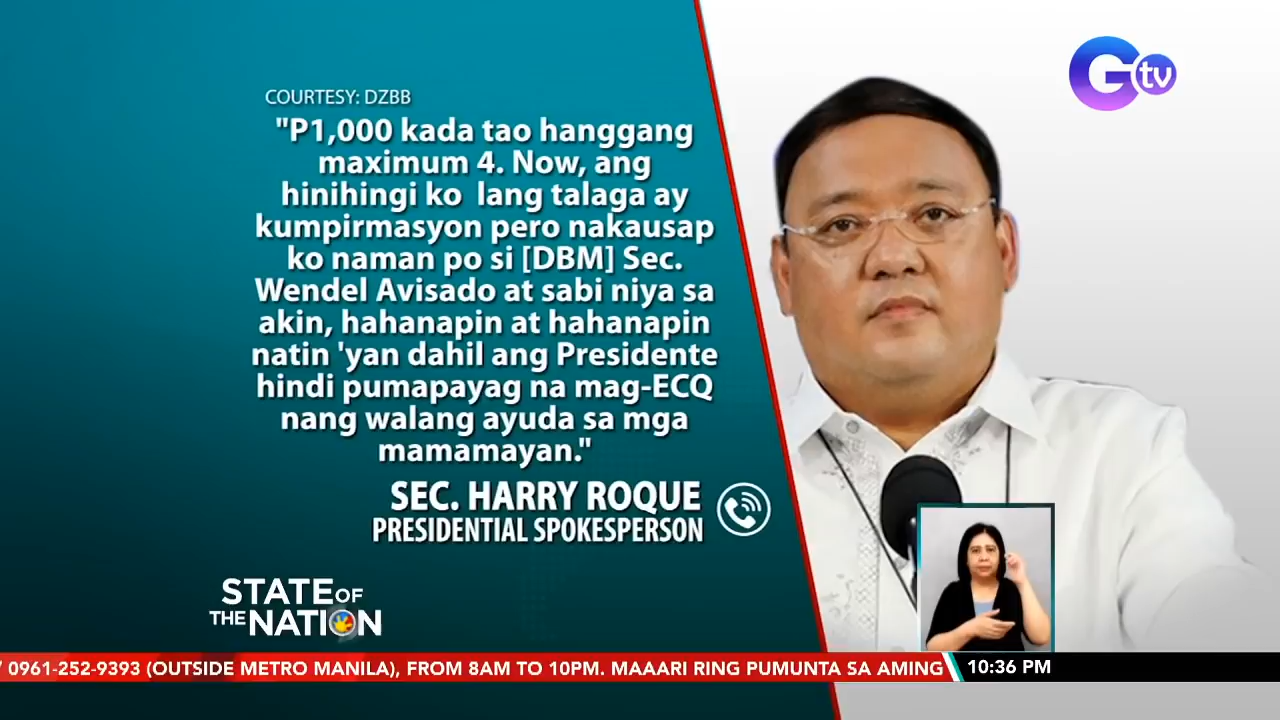 COURTESY: DZBB
"P1,000 kada tao hanggang
maximum 4. Now, ang
hinihingi ko lang talaga ay
kumpirmasyon pero nakausap
ko naman po si [DBM] Sec.
Wendel Avisado at sabi niya sa
akin, hahanapin at hahanapin
natin 'yan dahil ang Presidente
hindi pumapayag na mag-ECQ
nang walang ayuda sa mga
mamamayan."
SEC. HARRY ROQUE
PRESIDENTIAL SPOKESPERSON
Gtv
STATE OF
THE NATION
/ 0961-252-9393 (OUTSIDE METRO MANILA), FROM 8AM TO 10PM. MAAARI RING PUMUNTA SA AMING
10:36 PM